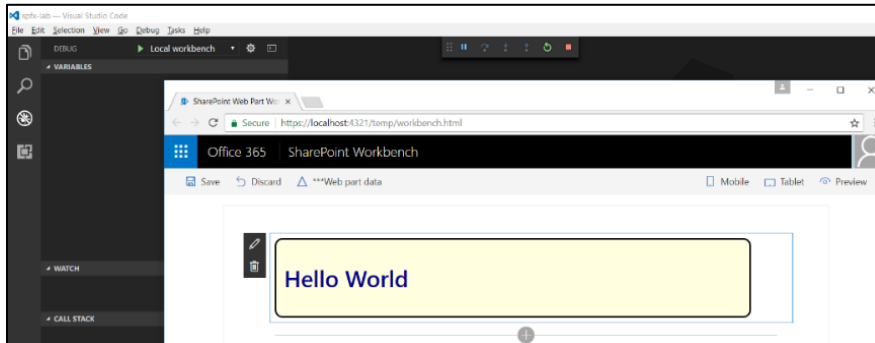 spfx-lab — Visual Studio Code
File Edit Selection View Go Debug Tasks Help
DEBUG Local workbench
VARIABLES
SharePoint Web Part Wo
Secure https://localhost:4321/temp/workbench.html
Office 365 SharePoint Workbench
Save Discard ***Web part data Mobile Tablet Preview
Hello World
WATCH
CALL STACK